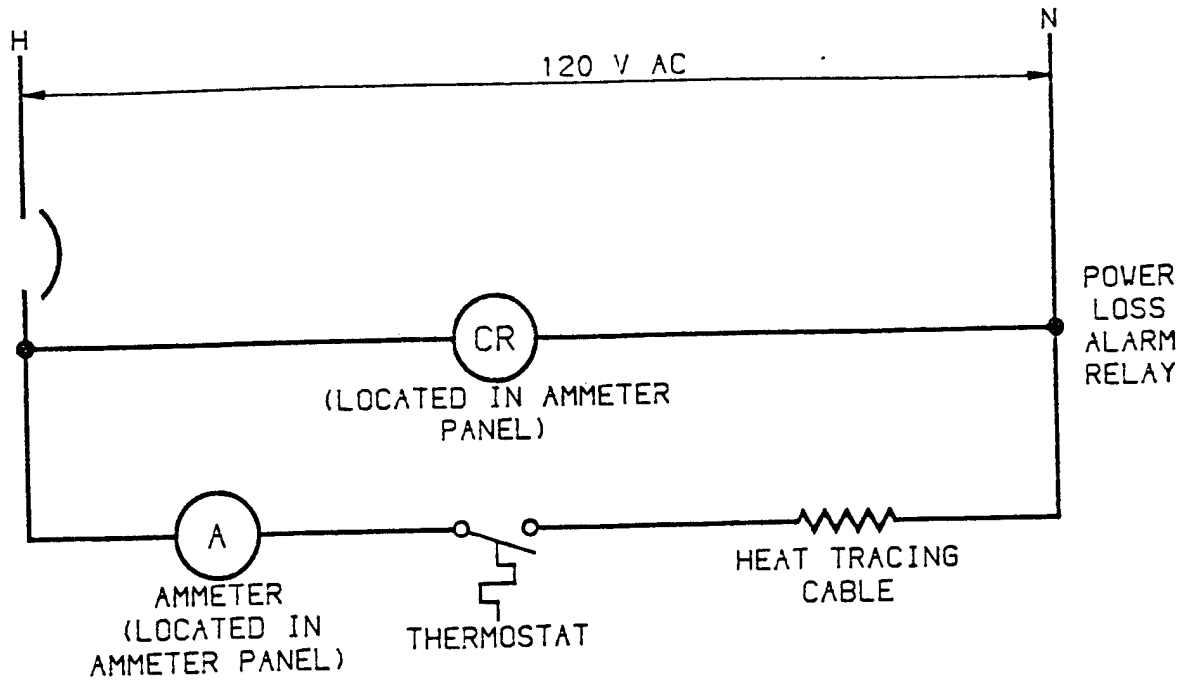 H
N
120 V AC
POWER
LOSS
ALARM
RELAY
CR
(LOCATED IN AMMETER
PANEL)
A
AMMETER
(LOCATED IN
AMMETER PANEL)
THERMOSTAT
HEAT TRACING
CABLE